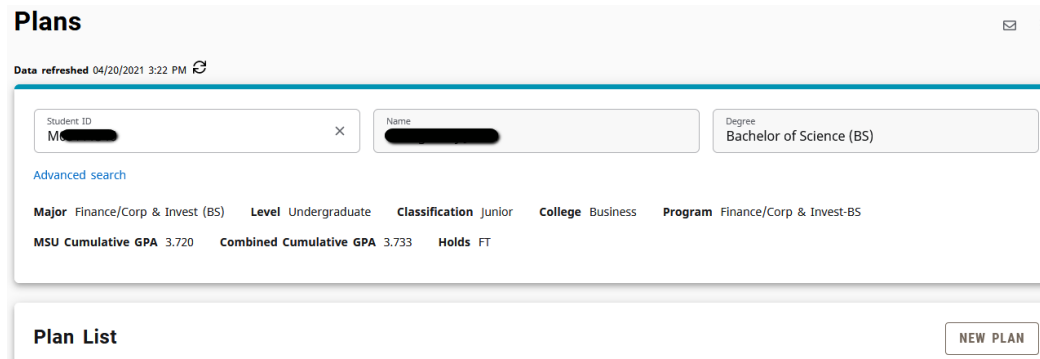 Plans
Data refreshed 04/20/2021 3:22 PM
Student ID
Name
Degree
Bachelor of Science (BS)
Advanced search
Major Finance/Corp & Invest (BS) Level Undergraduate Classification Junior College Business Program Finance/Corp & Invest-BS
MSU Cumulative GPA 3.720 Combined Cumulative GPA 3.733 Holds FT
Plan List
NEW PLAN